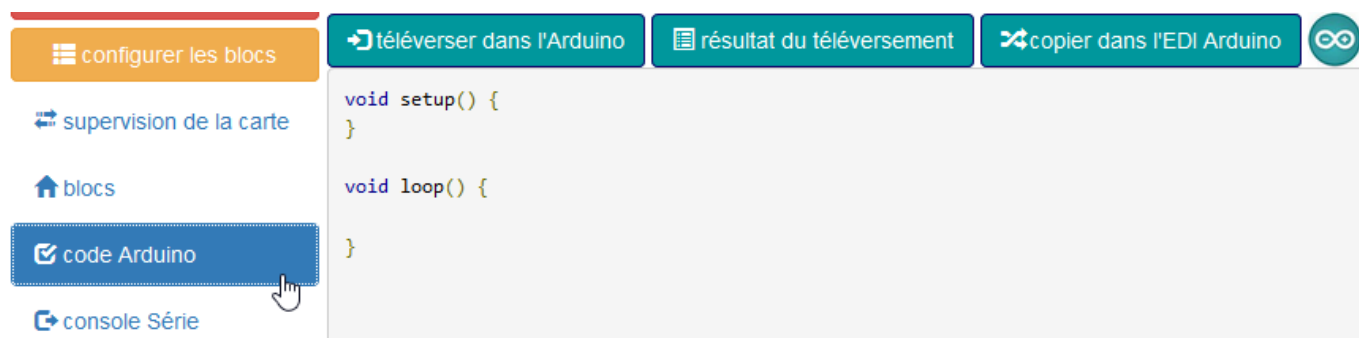 configurer les blocs
supervision de la carte
blocs
code Arduino
console Série
téléverser dans l'Arduino
résultat du téléversement
copier dans l'EDI Arduino
void setup() {
}
void loop() {
}